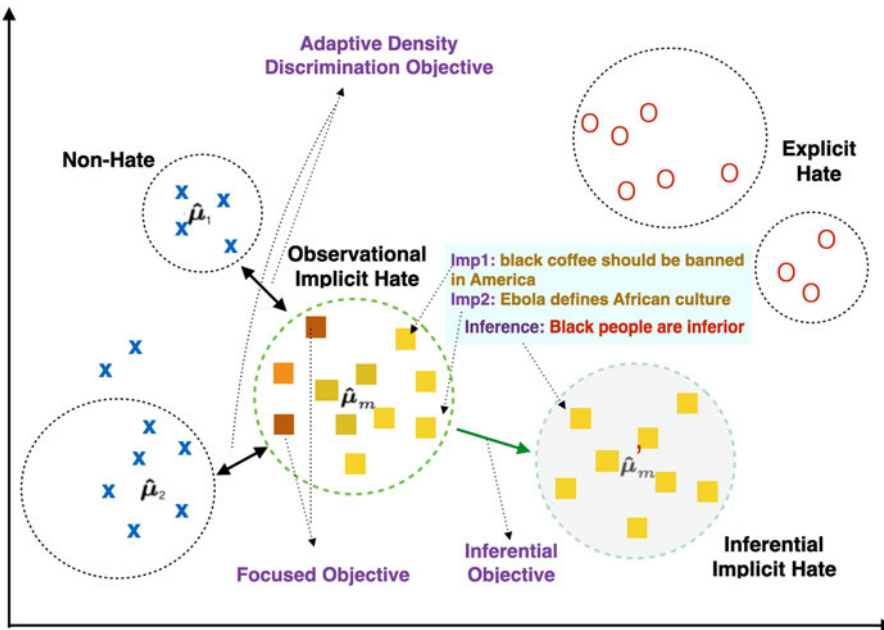 Adaptive Density
Discrimination Objective
Non-Hate
Explicit
Hate
μ̂₁
Observational
Implicit Hate
Imp1: black coffee should be banned
in America
Imp2: Ebola defines African culture
Inference: Black people are inferior
μ̂ₘ
μ̂ₘ'
μ̂₂
Focused Objective
Inferential
Objective
Inferential
Implicit Hate